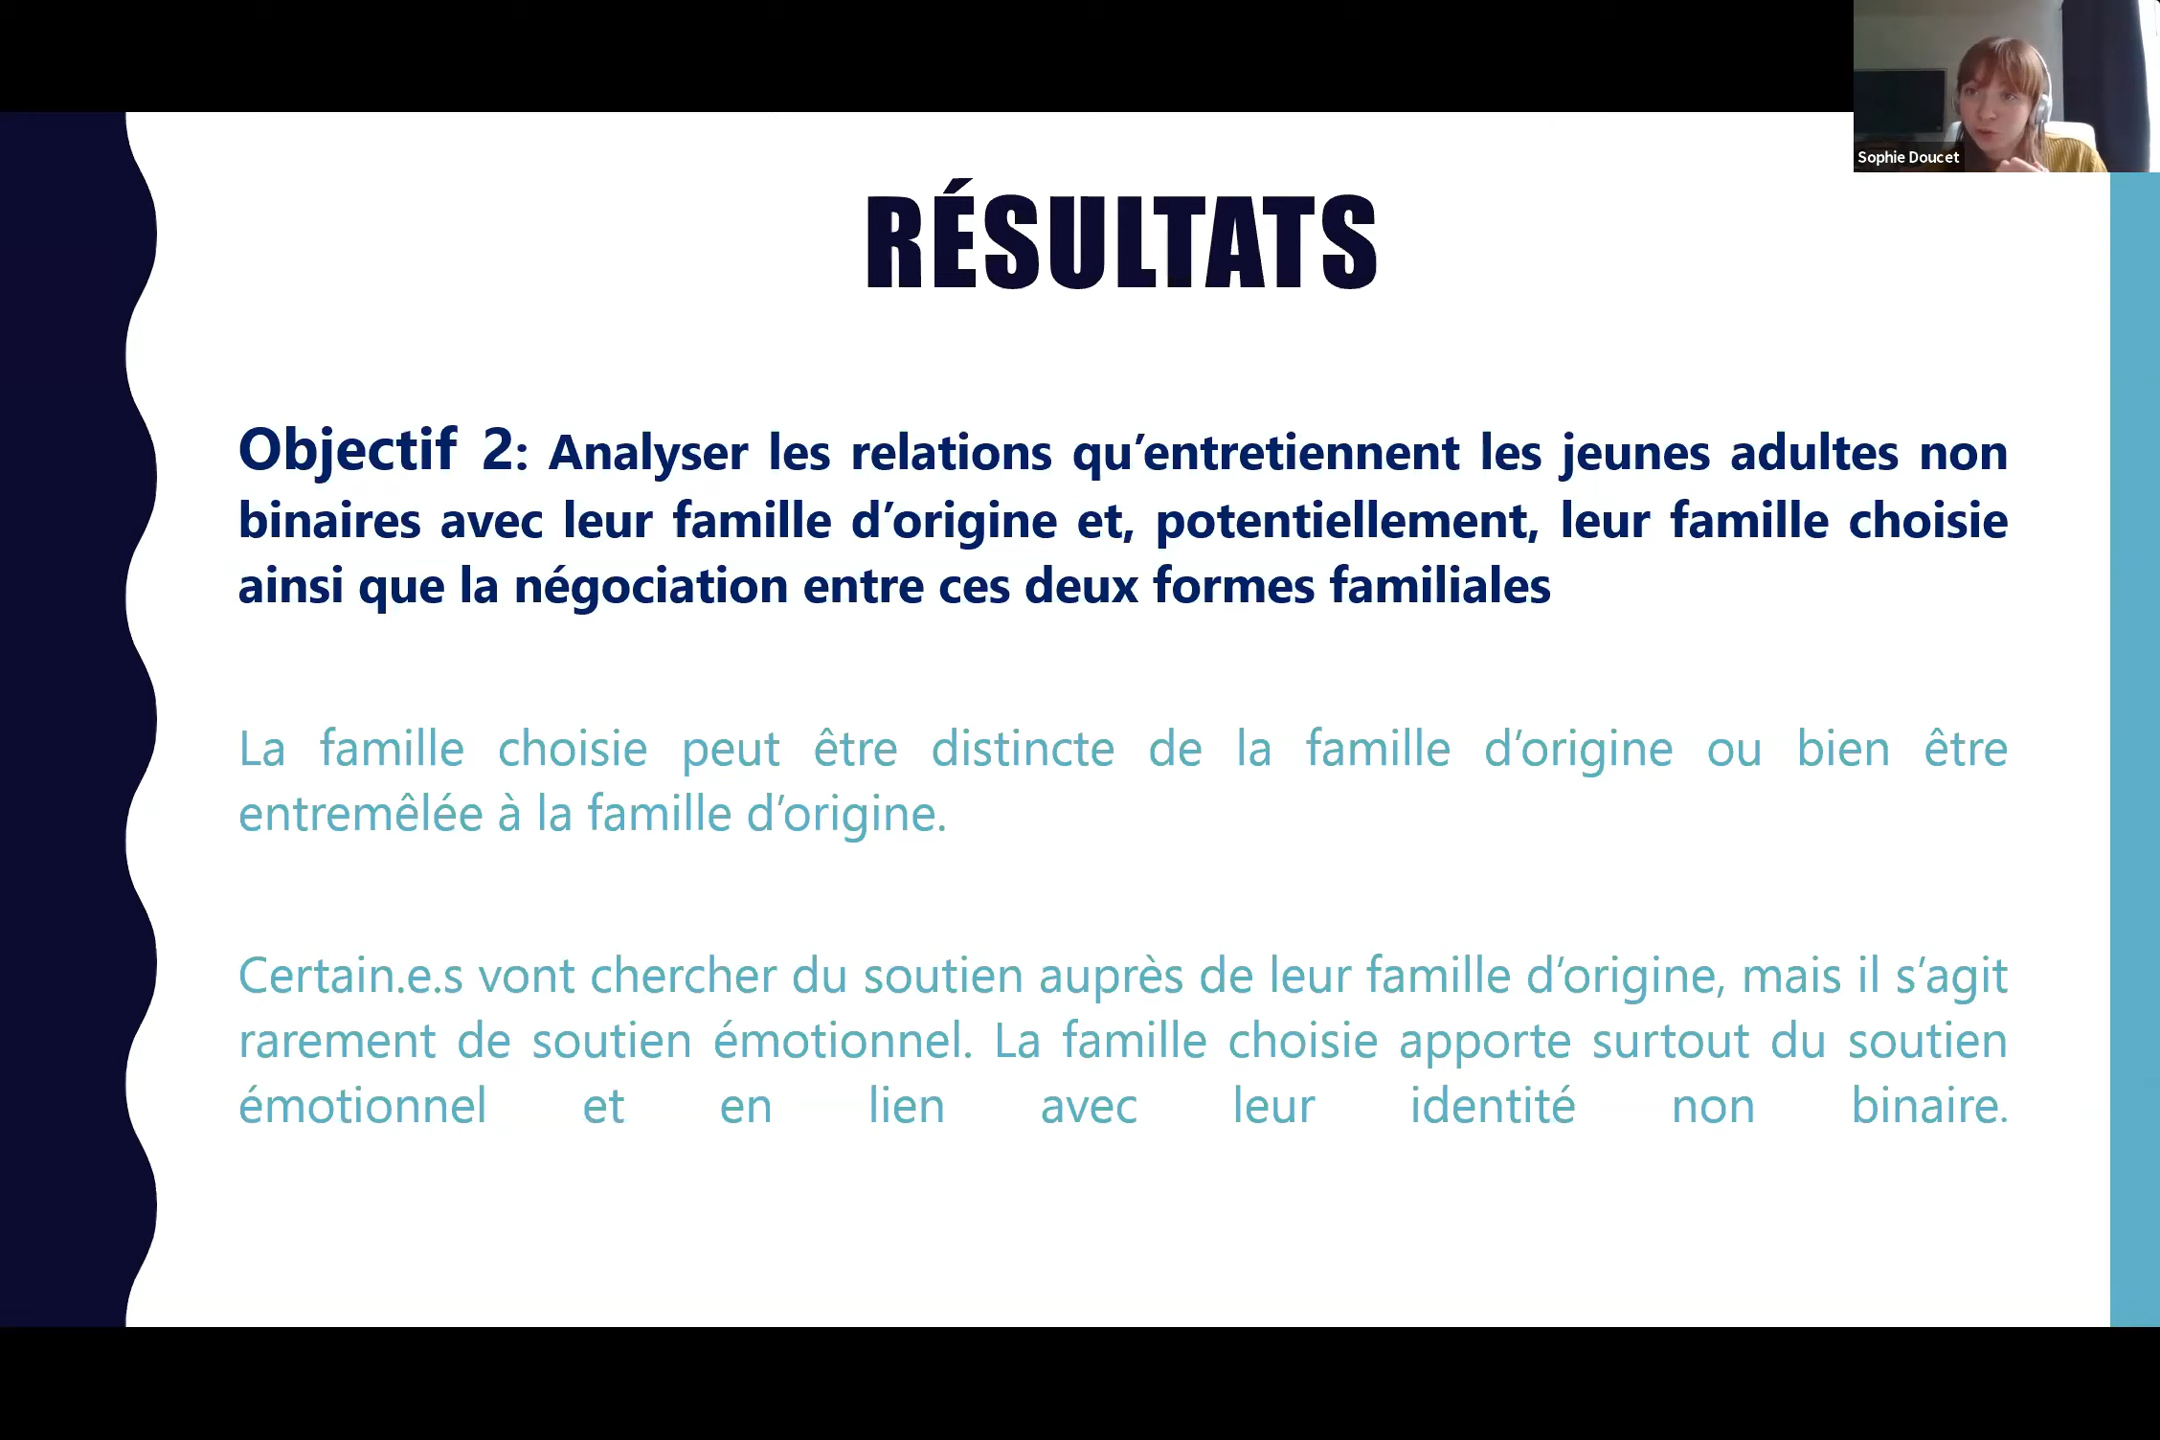 Sophie Doucet
RÉSULTATS
Objectif 2: Analyser les relations qu’entretiennent les jeunes adultes non
binaires avec leur famille d’origine et, potentiellement, leur famille choisie
ainsi que la négociation entre ces deux formes familiales
La famille choisie peut être distincte de la famille d’origine ou bien être
entremêlée à la famille d’origine.
Certain.e.s vont chercher du soutien auprès de leur famille d’origine, mais il s’agit
rarement de soutien émotionnel. La famille choisie apporte surtout du soutien
émotionnel et en lien avec leur identité non binaire.